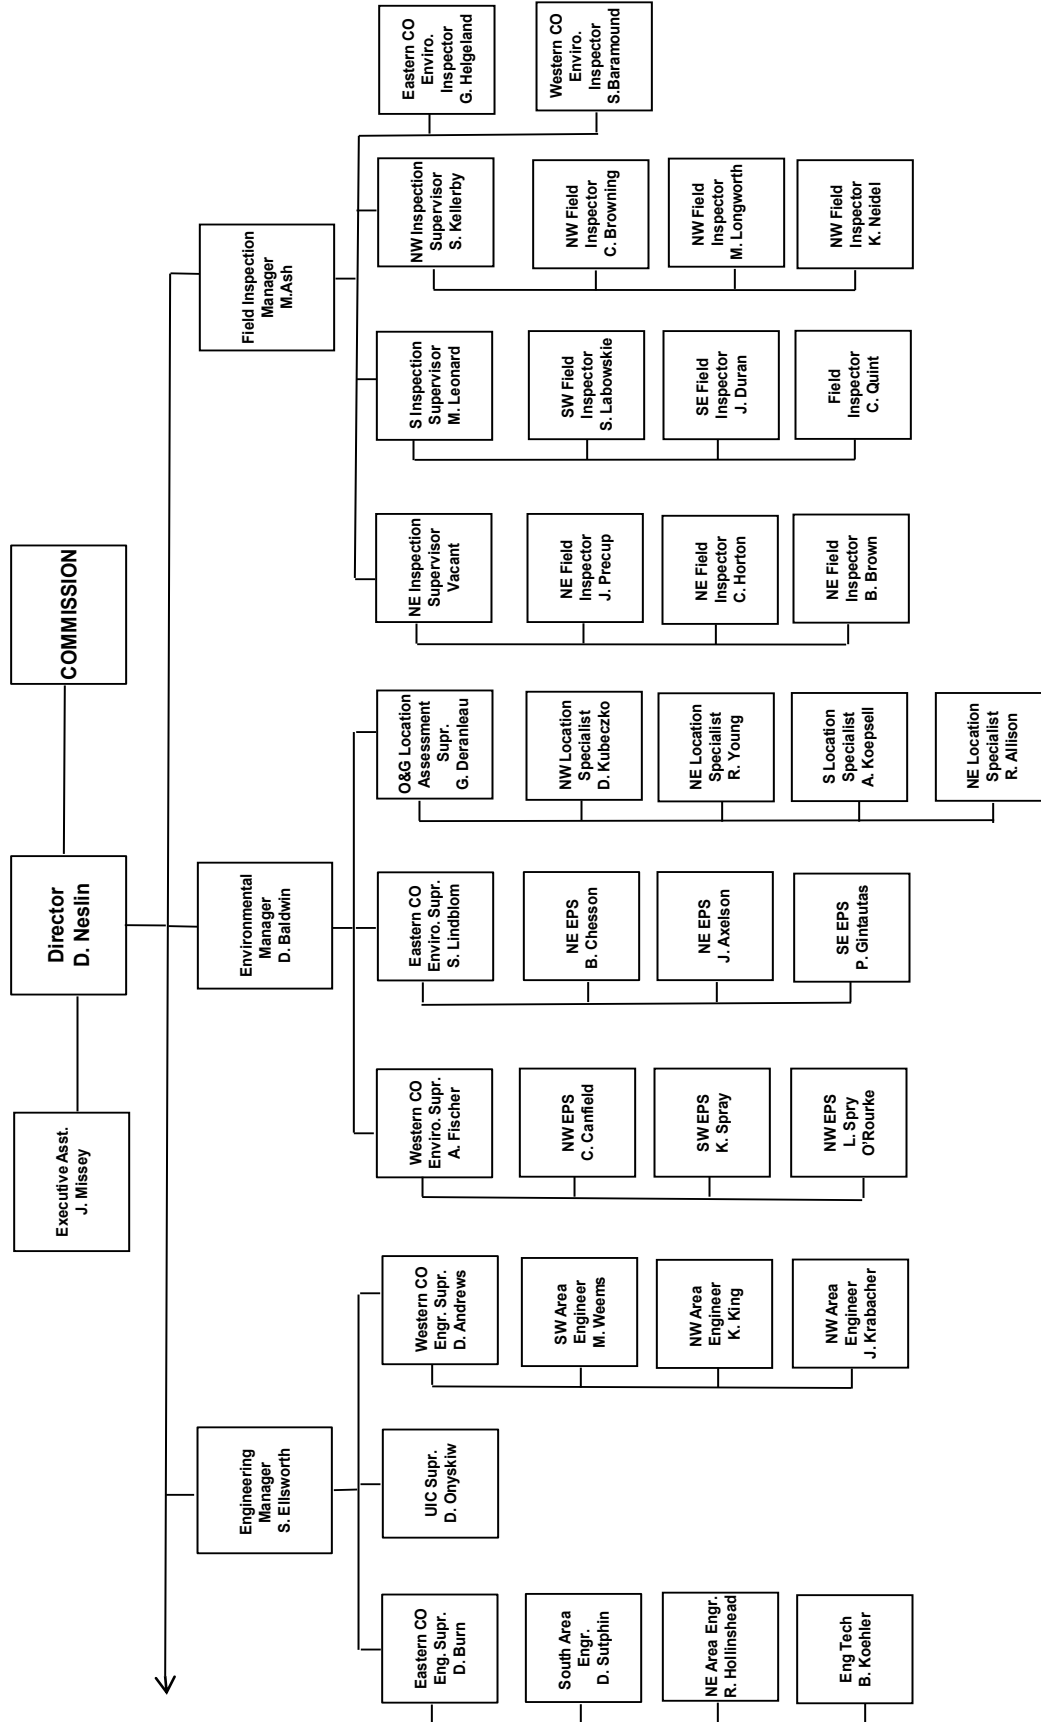 COMMISSION
Director
D. Neslin
Executive Asst.
J. Missey
Engineering
Manager
S. Ellsworth
Environmental
Manager
D. Baldwin
Field Inspection
Manager
M.Ash
Eastern CO
Eng. Supr.
D. Burn
South Area
Engr.
D. Sutphin
NE Area Engr.
R. Hollinshead
Eng Tech
B. Koehler
UIC Supr.
D. Onyskiw
Western CO
Engr. Supr.
D. Andrews
SW Area
Engineer
M. Weems
NW Area
Engineer
K. King
NW Area
Engineer
J. Krabacher
Western CO
Enviro. Supr.
A. Fischer
NW EPS
C. Canfield
SW EPS
K. Spray
NW EPS
L. Spry
O'Rourke
Eastern CO
Enviro. Supr.
S. Lindblom
NE EPS
B. Chesson
NE EPS
J. Axelson
SE EPS
P. Gintautas
O&G Location
Assessment
Supr.
G. Deranleau
NW Location
Specialist
D. Kubeczko
NE Location
Specialist
R. Young
S Location
Specialist
A. Koepsell
NE Location
Specialist
R. Allison
NE Inspection
Supervisor
Vacant
NE Field
Inspector
J. Precup
NE Field
Inspector
C. Horton
NE Field
Inspector
B. Brown
S Inspection
Supervisor
M. Leonard
SW Field
Inspector
S. Labowskie
SE Field
Inspector
J. Duran
Field
Inspector
C. Quint
NW Inspection
Supervisor
S. Kellerby
NW Field
Inspector
C. Browning
NW Field
Inspector
M. Longworth
NW Field
Inspector
K. Neidel
Eastern CO
Enviro.
Inspector
G. Helgeland
Western CO
Enviro.
Inspector
S.Baramound